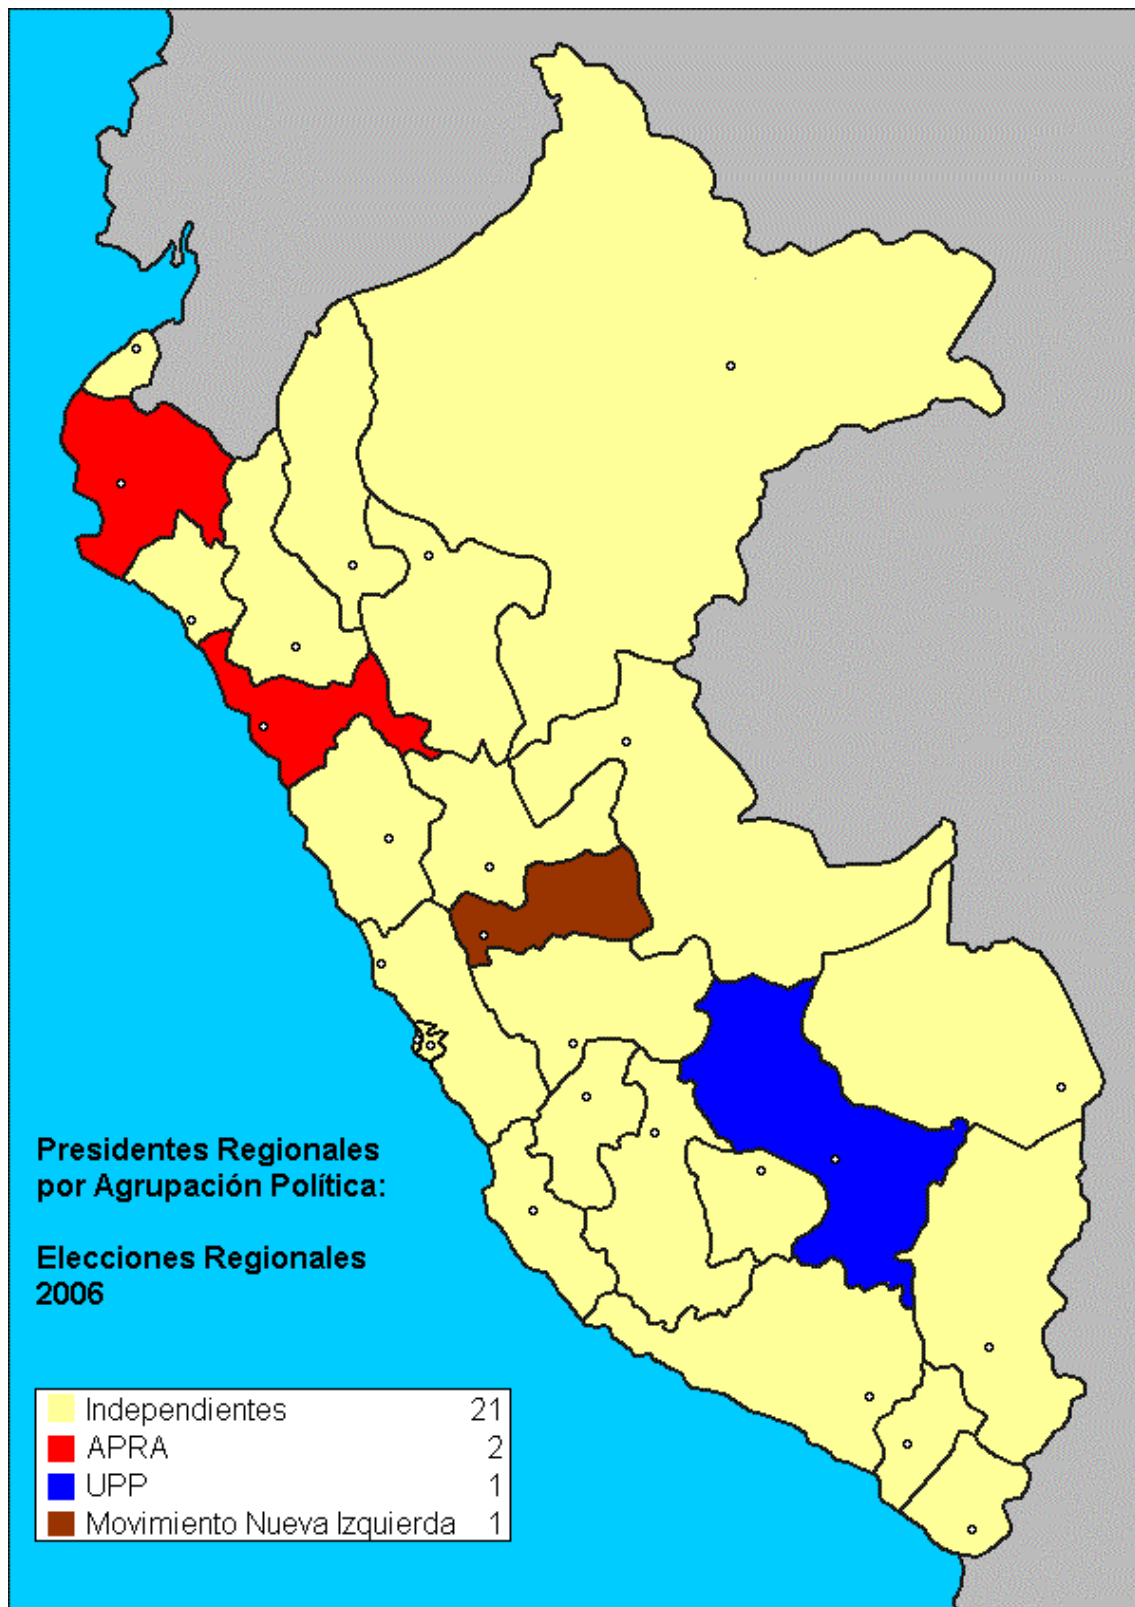 Presidentes Regionales
por Agrupación Política:
Elecciones Regionales
2006
Independientes 21
APRA 2
UPP 1
Movimiento Nueva Izquierda 1